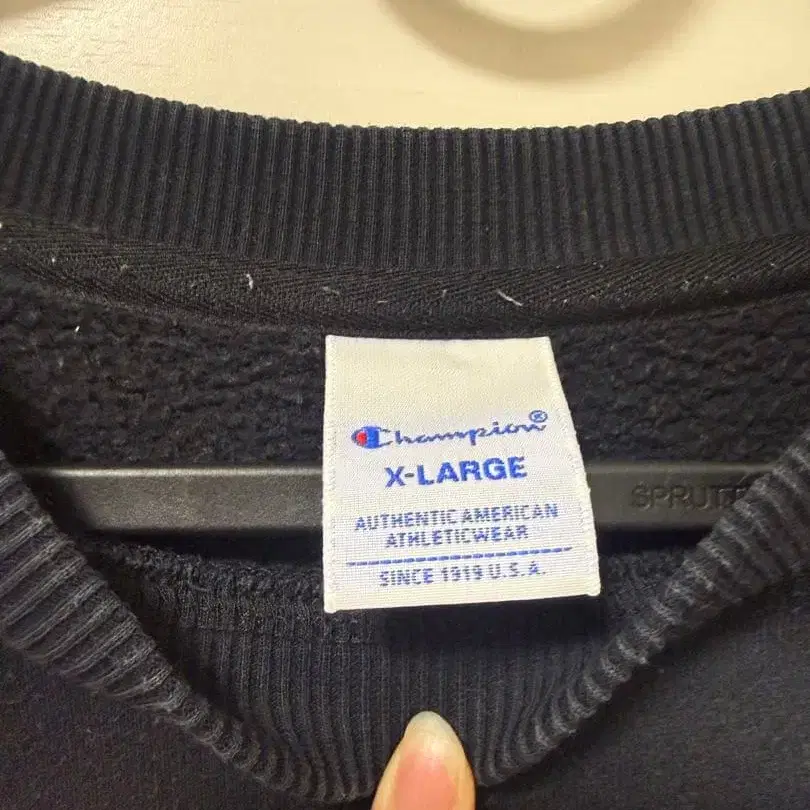 Champion®
X-LARGE
AUTHENTIC AMERICAN
ATHLETICWEAR
SINCE 1919 U.S.A.